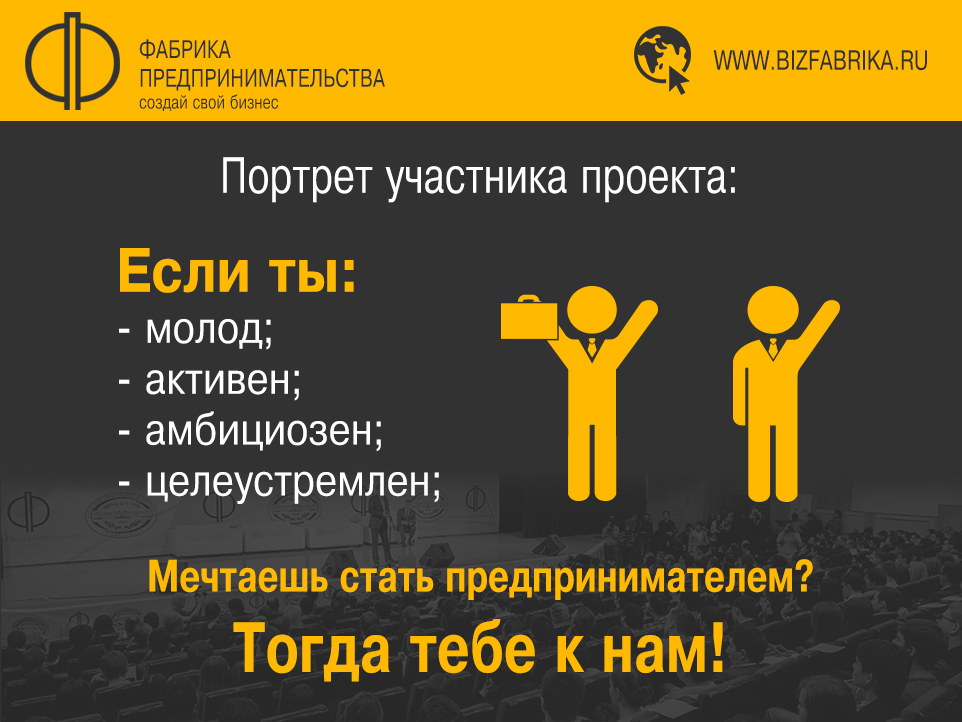 ФАБРИКА
ПРЕДПРИНИМАТЕЛЬСТВА
создай свой бизнес
WWW.BIZFABRIKA.RU
Портрет участника проекта:
Если ты:
- молод;
- активен;
- амбициозен;
- целеустремлен;
Мечтаешь стать предпринимателем?
Тогда тебе к нам!